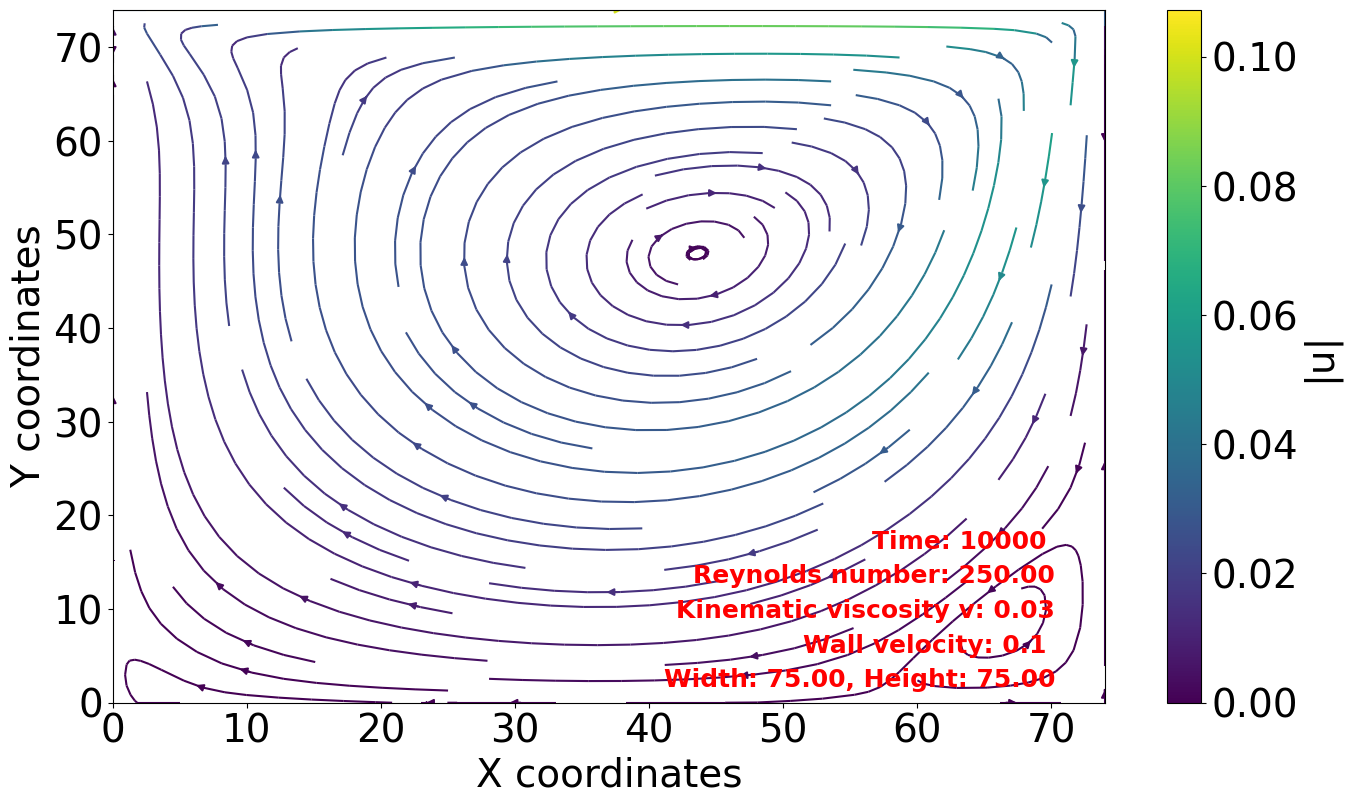 70
60
50
40
30
20
10
0
Y coordinates
0 10 20 30 40 50 60 70
X coordinates
Time: 10000
Reynolds number: 250.00
Kinematic viscosity v: 0.03
Wall velocity: 0.1
Width: 75.00, Height: 75.00
0.10
0.08
0.06
0.04
0.02
0.00
|u|